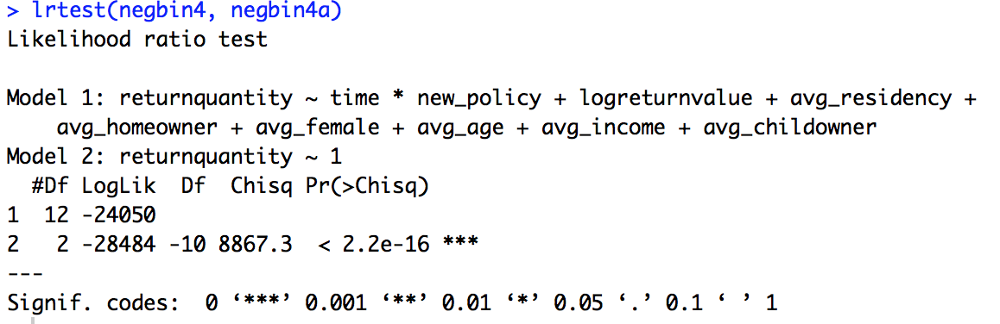 > lrtest(negbin4, negbin4a)
Likelihood ratio test

Model 1: returnquantity ~ time * new_policy + logreturnvalue + avg_residency +
    avg_homeowner + avg_female + avg_age + avg_income + avg_childowner
Model 2: returnquantity ~ 1
  #Df LogLik  Df  Chisq Pr(>Chisq)
1  12 -24050
2   2 -28484 -10 8867.3  < 2.2e-16 ***
---
Signif. codes:  0 ‘***’ 0.001 ‘**’ 0.01 ‘*’ 0.05 ‘.’ 0.1 ‘ ’ 1